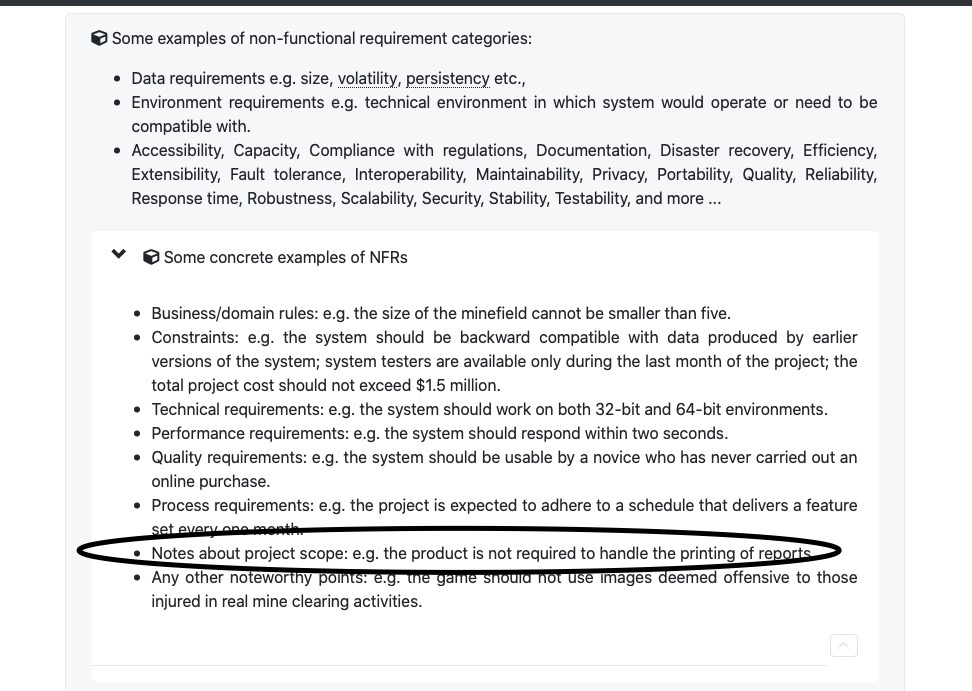 Some examples of non-functional requirement categories:
Data requirements e.g. size, volatility, persistency etc.,
Environment requirements e.g. technical environment in which system would operate or need to be
compatible with.
Accessibility, Capacity, Compliance with regulations, Documentation, Disaster recovery, Efficiency,
Extensibility, Fault tolerance, Interoperability, Maintainability, Privacy, Portability, Quality, Reliability,
Response time, Robustness, Scalability, Security, Stability, Testability, and more ...
Some concrete examples of NFRs
Business/domain rules: e.g. the size of the minefield cannot be smaller than five.
Constraints: e.g. the system should be backward compatible with data produced by earlier
versions of the system; system testers are available only during the last month of the project; the
total project cost should not exceed $1.5 million.
Technical requirements: e.g. the system should work on both 32-bit and 64-bit environments.
Performance requirements: e.g. the system should respond within two seconds.
Quality requirements: e.g. the system should be usable by a novice who has never carried out an
online purchase.
Process requirements: e.g. the project is expected to adhere to a schedule that delivers a feature
set every one month.
Notes about project scope: e.g. the product is not required to handle the printing of reports.
Any other noteworthy points: e.g. the game should not use images deemed offensive to those
injured in real mine clearing activities.